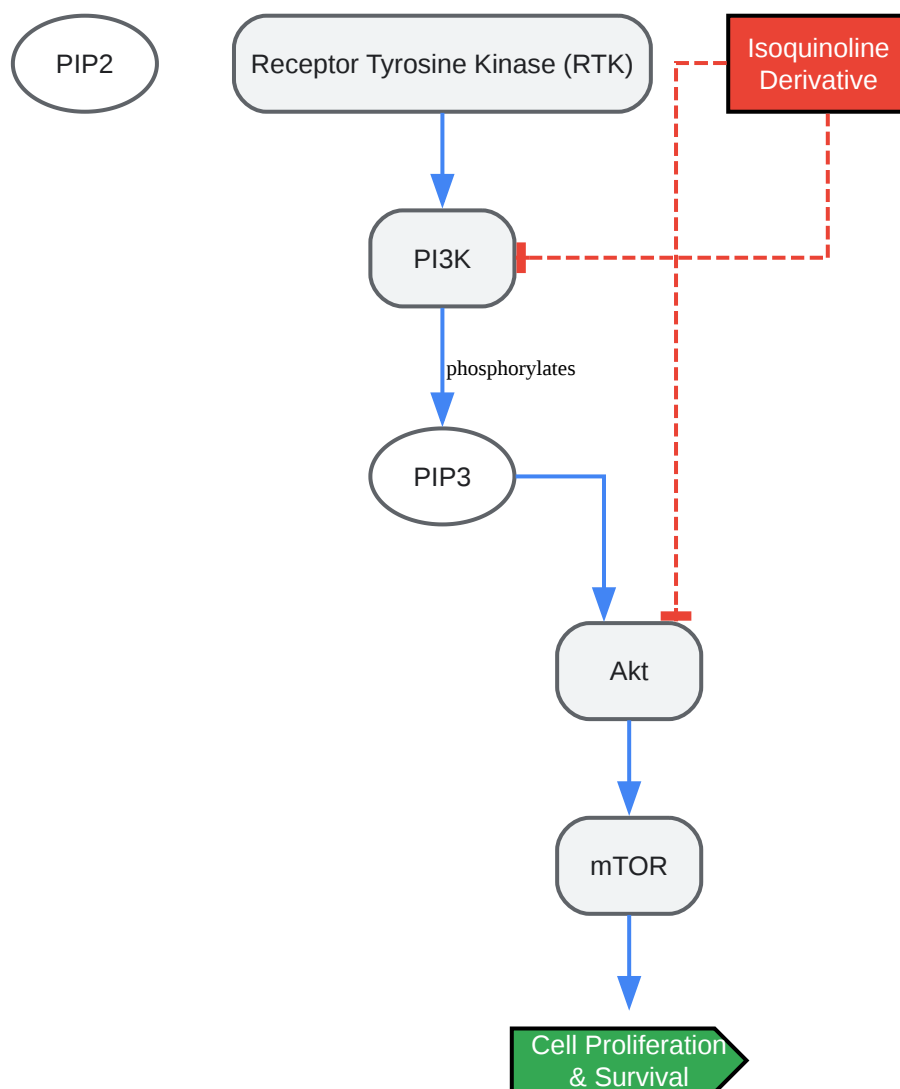 PIP2
Receptor Tyrosine Kinase (RTK)
Isoquinoline
Derivative
PI3K
phosphorylates
PIP3
Akt
mTOR
Cell Proliferation
& Survival